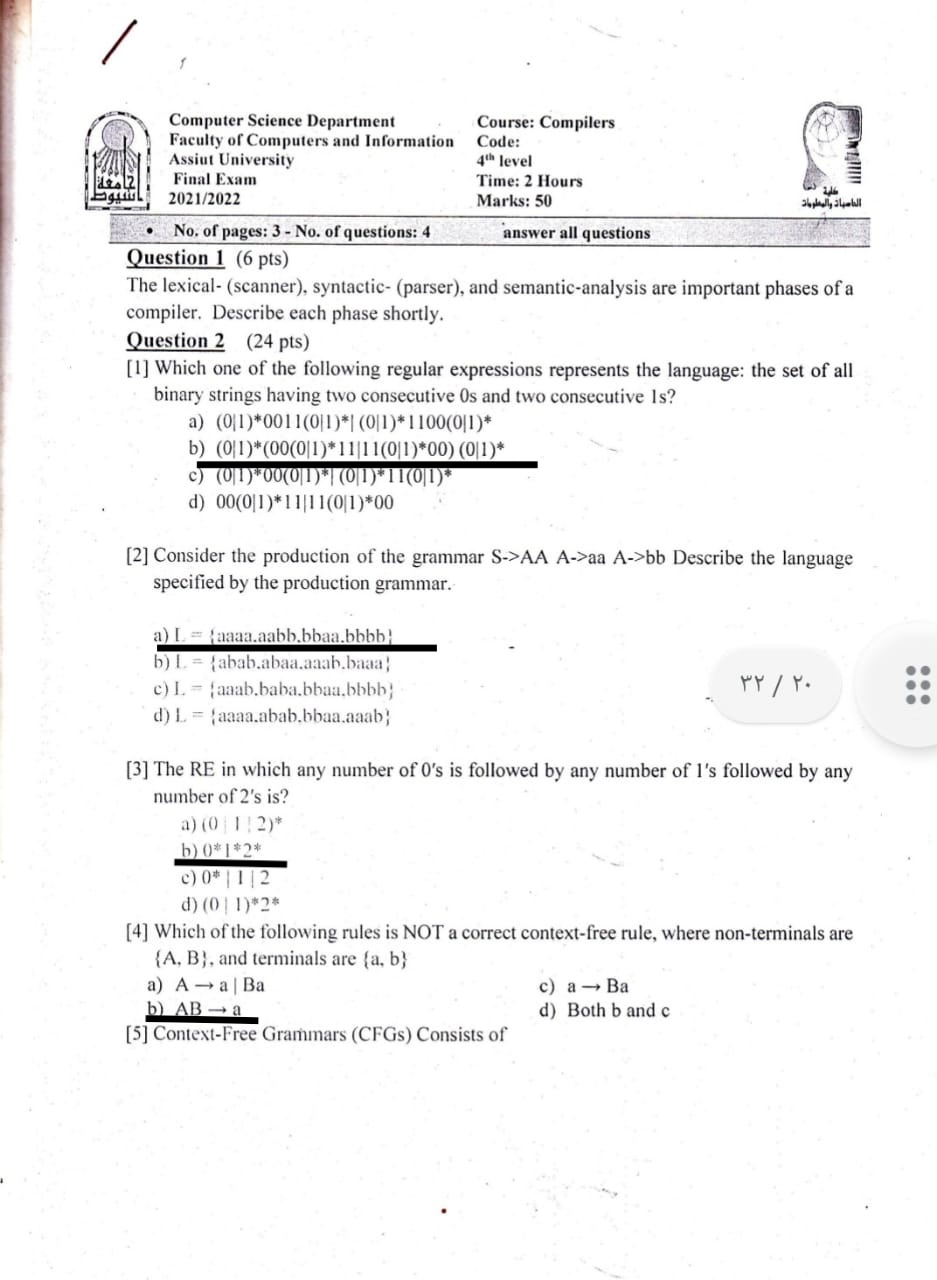 Computer Science Department
Faculty of Computers and Information
Assiut University
Final Exam
2021/2022
Course: Compilers
Code:
4th level
Time: 2 Hours
Marks: 50
جامعة
أسيوط
كلية
الحاسبات والمعلومات
• No. of pages: 3 - No. of questions: 4 answer all questions
Question 1 (6 pts)
The lexical- (scanner), syntactic- (parser), and semantic-analysis are important phases of a
compiler. Describe each phase shortly.
Question 2 (24 pts)
[1] Which one of the following regular expressions represents the language: the set of all
binary strings having two consecutive 0s and two consecutive 1s?
a) (0|1)*0011(0|1)*| (0|1)*1100(0|1)*
b) (0|1)*(00(0|1)*11|11(0|1)*00) (0|1)*
c) (0|1)*00(0|1)*| (0|1)*11(0|1)*
d) 00(0|1)*11|11(0|1)*00
[2] Consider the production of the grammar S->AA A->aa A->bb Describe the language
specified by the production grammar.
a) L = {aaaa,aabb,bbaa,bbbb}
b) L = {abab,abaa,aaab,baaa}
c) L = {aaab,baba,bbaa,bbbb}
d) L = {aaaa,abab,bbaa,aaab}
٣٢ / ٢٠
[3] The RE in which any number of 0's is followed by any number of 1's followed by any
number of 2's is?
a) (0 | 1 | 2)*
b) 0*1*2*
c) 0* | 1 | 2
d) (0 | 1)*2*
[4] Which of the following rules is NOT a correct context-free rule, where non-terminals are
{A, B}, and terminals are {a, b}
a) A → a | Ba
b) AB → a
c) a → Ba
d) Both b and c
[5] Context-Free Grammars (CFGs) Consists of